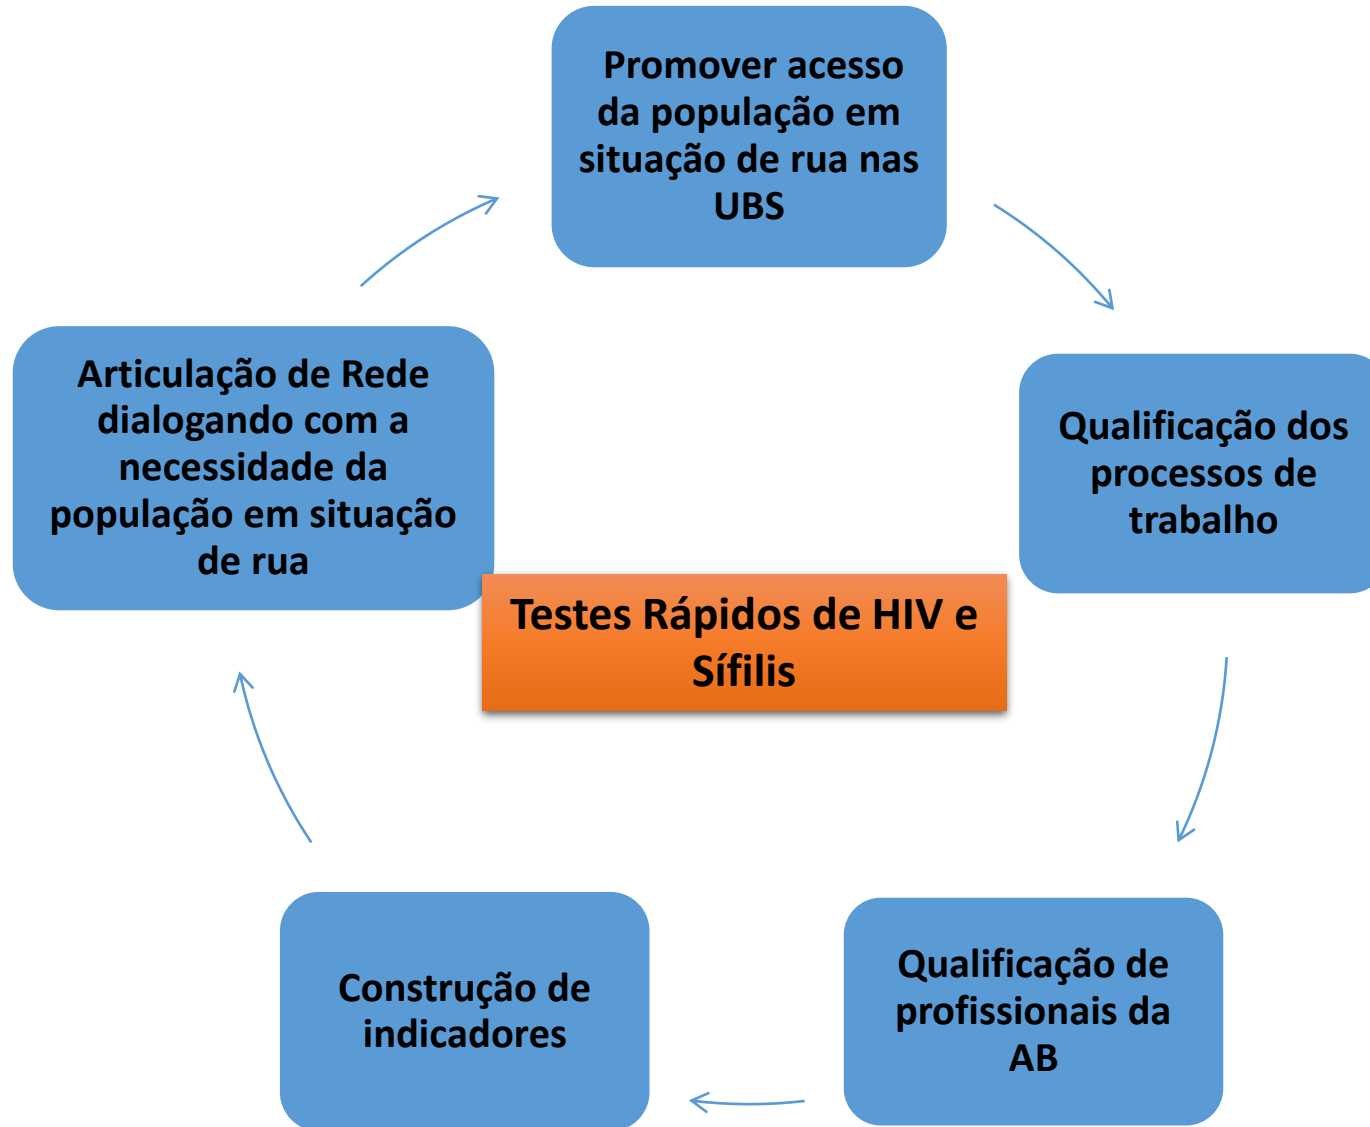 Promover acesso
da população em
situação de rua nas
UBS
Articulação de Rede
dialogando com a
necessidade da
população em situação
de rua
Qualificação dos
processos de
trabalho
Testes Rápidos de HIV e
Sífilis
Construção de
indicadores
Qualificação de
profissionais da
AB